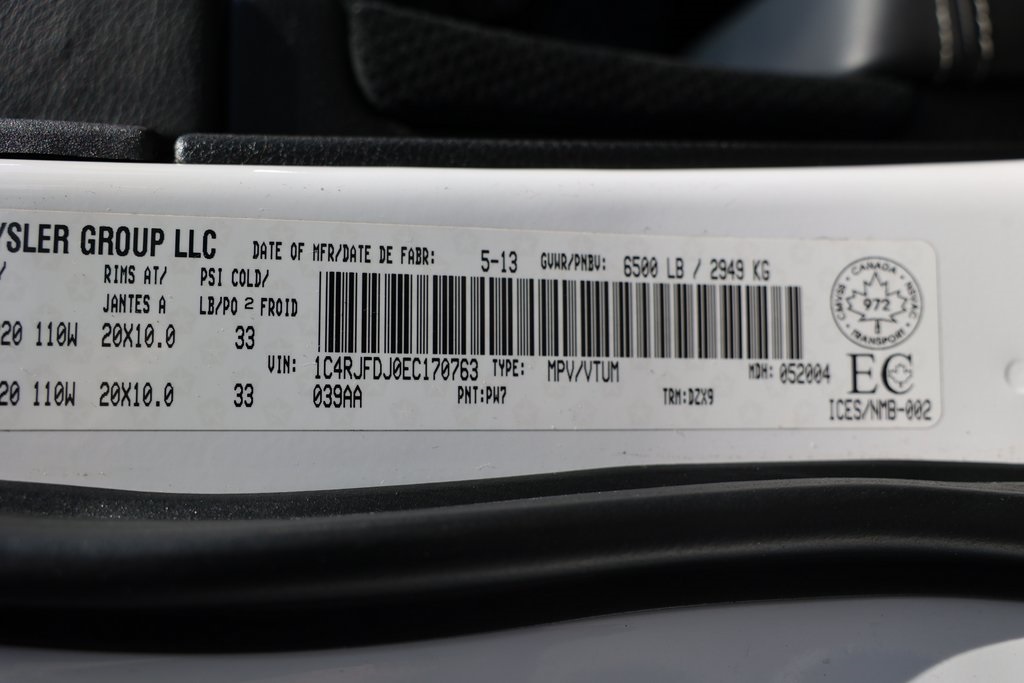 YSLER GROUP LLC DATE OF MFR/DATE DE FABR: 5-13 GVWR/PNBV: 6500 LB / 2949 KG
/ RIMS AT/ PSI COLD/
JANTES A LB/PO 2 FROID
20 110W 20X10.0 33
VIN: 1C4RJFDJ0EC170763 TYPE: MPV/VTUM MDH: 052004
20 110W 20X10.0 33 039AA PNT:PW7 TRM:DZX9
CANADA
CMVSS NSVAC
972
TRANSPORT
EC
ICES/NMB-002